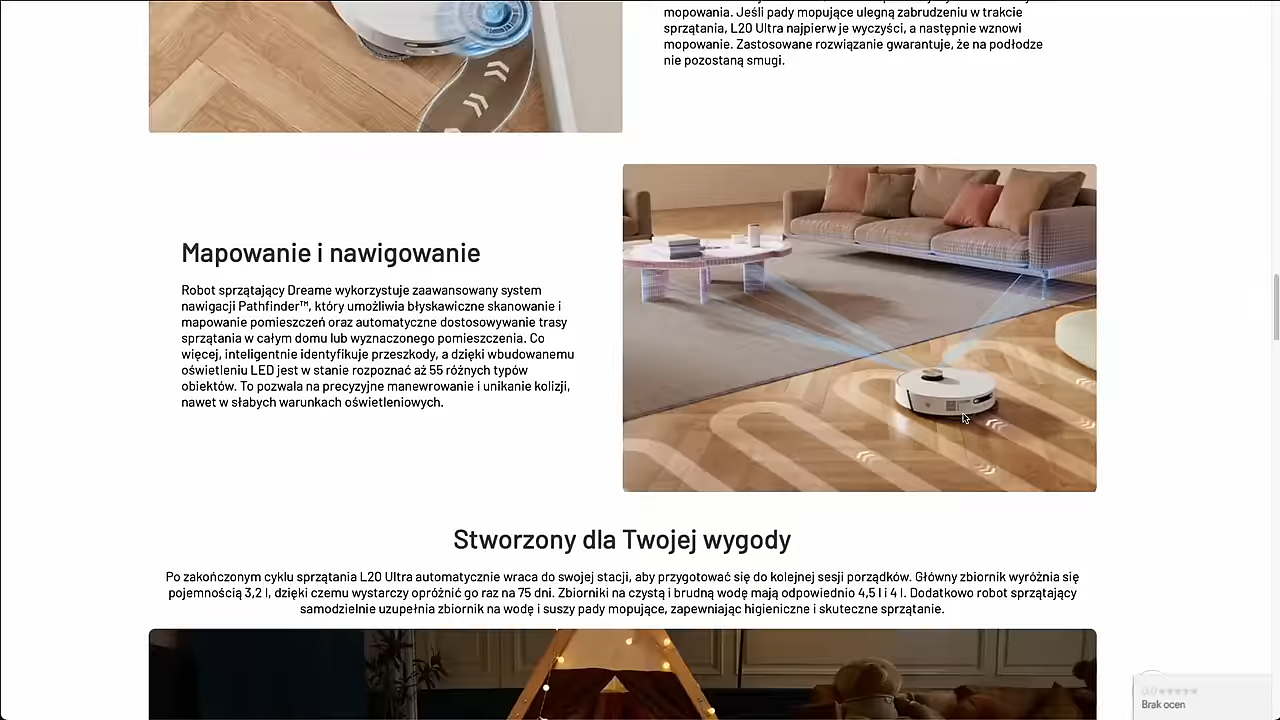 mopowania. Jeśli pady mopujące ulegną zabrudzeniu w trakcie
sprzątania, L20 Ultra najpierw je wyczyści, a następnie wznowi
mopowanie. Zastosowane rozwiązanie gwarantuje, że na podłodze
nie pozostaną smugi.
Mapowanie i nawigowanie
Robot sprzątający Dreame wykorzystuje zaawansowany system
nawigacji Pathfinder™, który umożliwia błyskawiczne skanowanie i
mapowanie pomieszczeń oraz automatyczne dostosowywanie trasy
sprzątania w całym domu lub wyznaczonego pomieszczenia. Co
więcej, inteligentnie identyfikuje przeszkody, a dzięki wbudowanemu
oświetleniu LED jest w stanie rozpoznać aż 55 różnych typów
obiektów. To pozwala na precyzyjne manewrowanie i unikanie kolizji,
nawet w słabych warunkach oświetleniowych.
Stworzony dla Twojej wygody
Po zakończonym cyklu sprzątania L20 Ultra automatycznie wraca do swojej stacji, aby przygotować się do kolejnej sesji porządków. Główny zbiornik wyróżnia się
pojemnością 3,2 l, dzięki czemu wystarczy opróżnić go raz na 75 dni. Zbiorniki na czystą i brudną wodę mają odpowiednio 4,5 l i 4 l. Dodatkowo robot sprzątający
samodzielnie uzupełnia zbiornik na wodę i suszy pady mopujące, zapewniając higieniczne i skuteczne sprzątanie.
Brak ocen